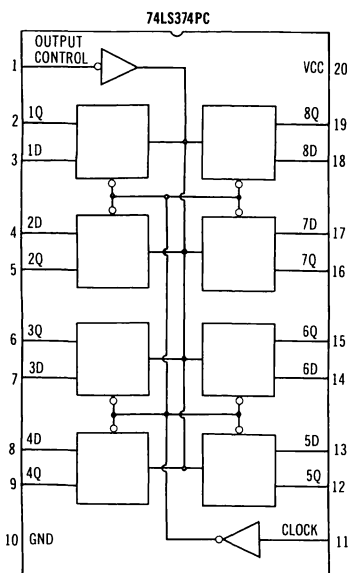 74LS374PC
OUTPUT
CONTROL
1
VCC 20
2 1Q
8Q 19
3 1D
8D 18
4 2D
7D 17
5 2Q
7Q 16
6 3Q
6Q 15
7 3D
6D 14
8 4D
5D 13
9 4Q
5Q 12
10 GND
CLOCK 11